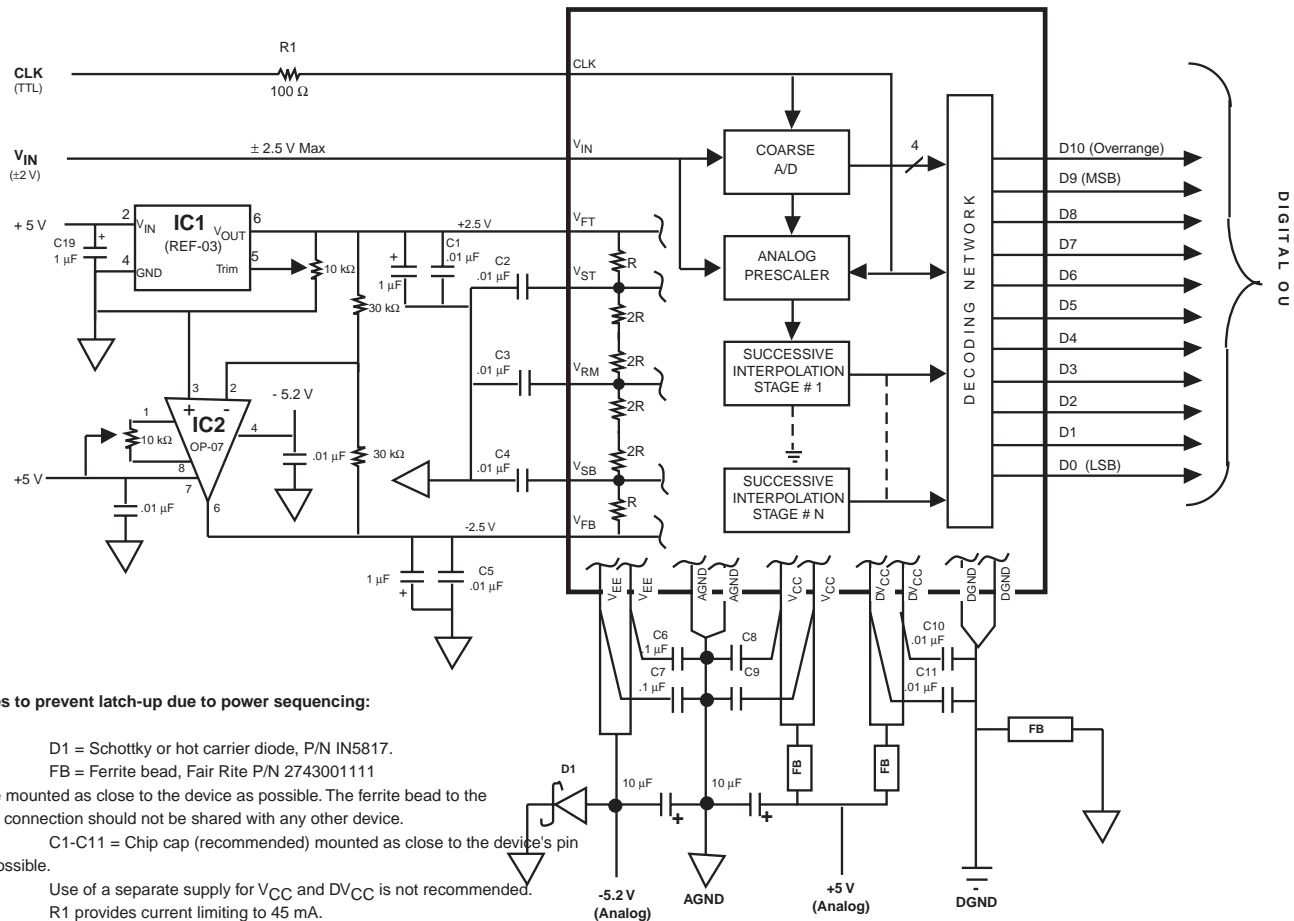 R1
CLK
(TTL)
100 Ω
CLK
VIN
(±2 V)
± 2.5 V Max
VIN
COARSE
A/D
4
ANALOG
PRESCALER
SUCCESSIVE
INTERPOLATION
STAGE # 1
SUCCESSIVE
INTERPOLATION
STAGE # N
DECODING NETWORK
D10 (Overrange)
D9 (MSB)
D8
D7
D6
D5
D4
D3
D2
D1
D0 (LSB)
DIGITAL OU
+ 5 V
2
VIN
IC1
(REF-03)
VOUT
6
C19
1 µF
+
4
GND
Trim
5
10 kΩ
+2.5 V
VFT
30 kΩ
+
1 µF
C1
.01 µF
C2
.01 µF
VST
R
2R
C3
.01 µF
VRM
2R
2R
C4
.01 µF
VSB
2R
R
3
2
- 5.2 V
+
-
IC2
OP-07
1
10 kΩ
8
4
.01 µF
30 kΩ
+5 V
7
.01 µF
6
-2.5 V
VFB
1 µF
+
C5
.01 µF
VEE
VEE
AGND
AGND
VCC
VCC
DVCC
DVCC
DGND
DGND
C6
.1 µF
C8
C7
.1 µF
C9
C10
.01 µF
C11
.01 µF
FB
FB
FB
D1
10 µF
+
10 µF
+
-5.2 V
(Analog)
AGND
+5 V
(Analog)
DGND
es to prevent latch-up due to power sequencing:
D1 = Schottky or hot carrier diode, P/N IN5817.
FB = Ferrite bead, Fair Rite P/N 2743001111
e mounted as close to the device as possible. The ferrite bead to the
connection should not be shared with any other device.
C1-C11 = Chip cap (recommended) mounted as close to the device's pin
ossible.
Use of a separate supply for VCC and DVCC is not recommended.
R1 provides current limiting to 45 mA.